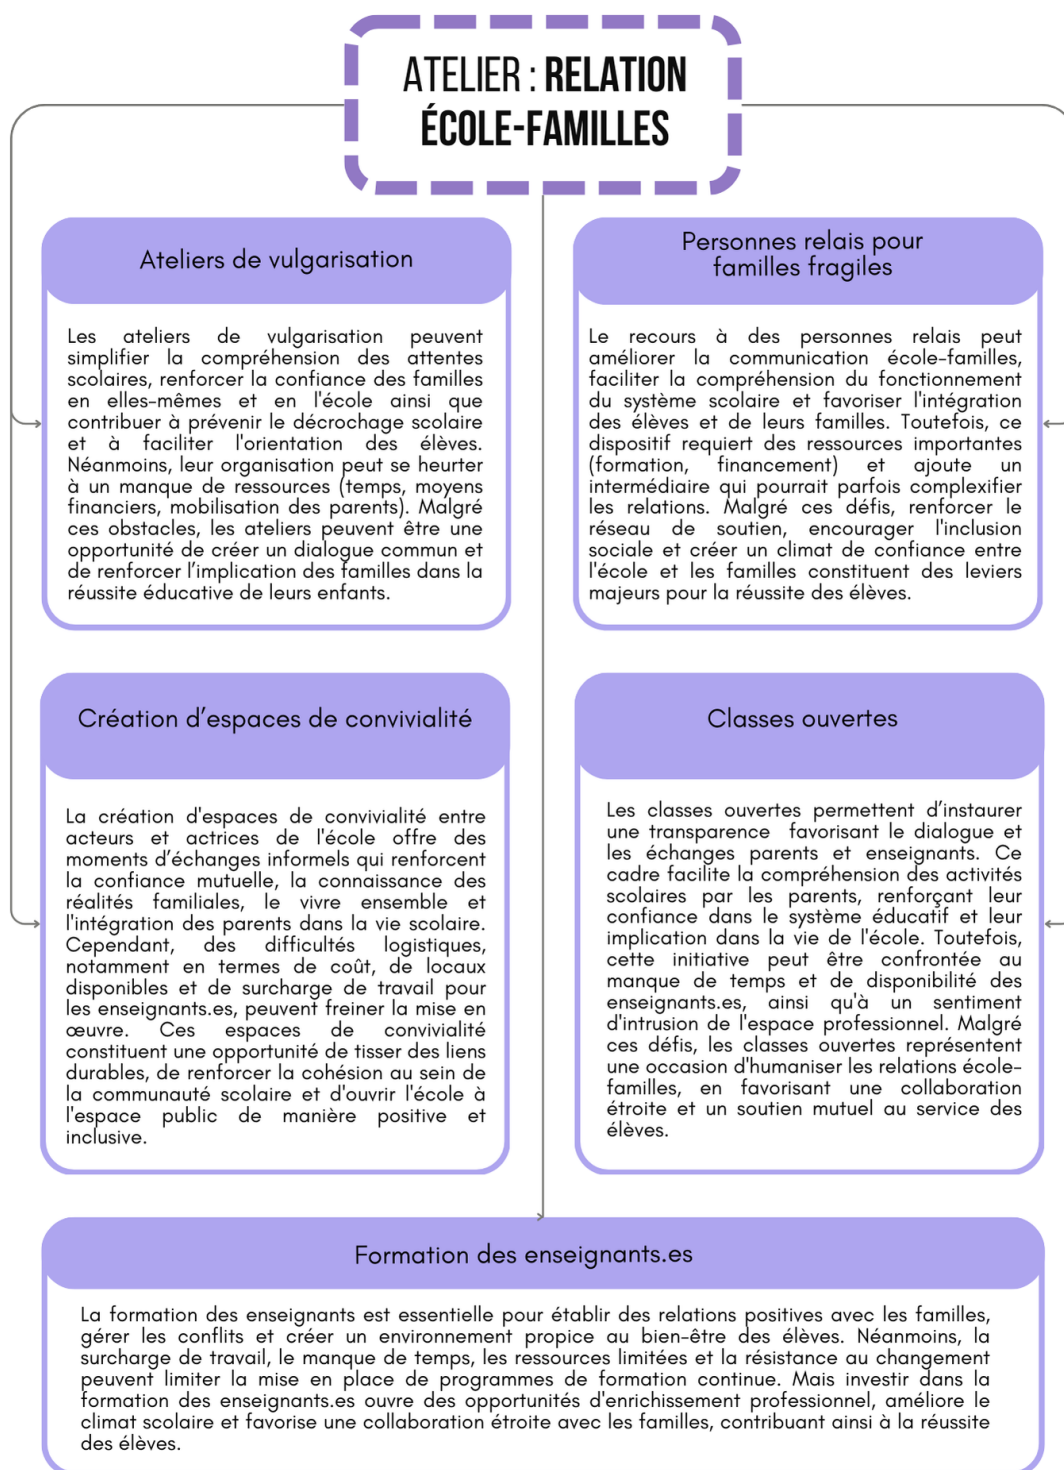 ATELIER : RELATION
ÉCOLE-FAMILLES
Ateliers de vulgarisation
Les ateliers de vulgarisation peuvent
simplifier la compréhension des attentes
scolaires, renforcer la confiance des familles
en elles-mêmes et en l'école ainsi que
contribuer à prévenir le décrochage scolaire
et à faciliter l'orientation des élèves.
Néanmoins, leur organisation peut se heurter
à un manque de ressources (temps, moyens
financiers, mobilisation des parents). Malgré
ces obstacles, les ateliers peuvent être une
opportunité de créer un dialogue commun et
de renforcer l’implication des familles dans la
réussite éducative de leurs enfants.
Personnes relais pour
familles fragiles
Le recours à des personnes relais peut
améliorer la communication école-familles,
faciliter la compréhension du fonctionnement
du système scolaire et favoriser l'intégration
des élèves et de leurs familles. Toutefois, ce
dispositif requiert des ressources importantes
(formation, financement) et ajoute un
intermédiaire qui pourrait parfois complexifier
les relations. Malgré ces défis, renforcer le
réseau de soutien, encourager l'inclusion
sociale et créer un climat de confiance entre
l'école et les familles constituent des leviers
majeurs pour la réussite des élèves.
Création d’espaces de convivialité
La création d'espaces de convivialité entre
acteurs et actrices de l'école offre des
moments d’échanges informels qui renforcent
la confiance mutuelle, la connaissance des
réalités familiales, le vivre ensemble et
l'intégration des parents dans la vie scolaire.
Cependant, des difficultés logistiques,
notamment en termes de coût, de locaux
disponibles et de surcharge de travail pour
les enseignants.es, peuvent freiner la mise en
œuvre. Ces espaces de convivialité
constituent une opportunité de tisser des liens
durables, de renforcer la cohésion au sein de
la communauté scolaire et d'ouvrir l'école à
l'espace public de manière positive et
inclusive.
Classes ouvertes
Les classes ouvertes permettent d’instaurer
une transparence favorisant le dialogue et
les échanges parents et enseignants. Ce
cadre facilite la compréhension des activités
scolaires par les parents, renforçant leur
confiance dans le système éducatif et leur
implication dans la vie de l'école. Toutefois,
cette initiative peut être confrontée au
manque de temps et de disponibilité des
enseignants.es, ainsi qu'à un sentiment
d'intrusion de l'espace professionnel. Malgré
ces défis, les classes ouvertes représentent
une occasion d'humaniser les relations école-
familles, en favorisant une collaboration
étroite et un soutien mutuel au service des
élèves.
Formation des enseignants.es
La formation des enseignants est essentielle pour établir des relations positives avec les familles,
gérer les conflits et créer un environnement propice au bien-être des élèves. Néanmoins, la
surcharge de travail, le manque de temps, les ressources limitées et la résistance au changement
peuvent limiter la mise en place de programmes de formation continue. Mais investir dans la
formation des enseignants.es ouvre des opportunités d'enrichissement professionnel, améliore le
climat scolaire et favorise une collaboration étroite avec les familles, contribuant ainsi à la réussite
des élèves.